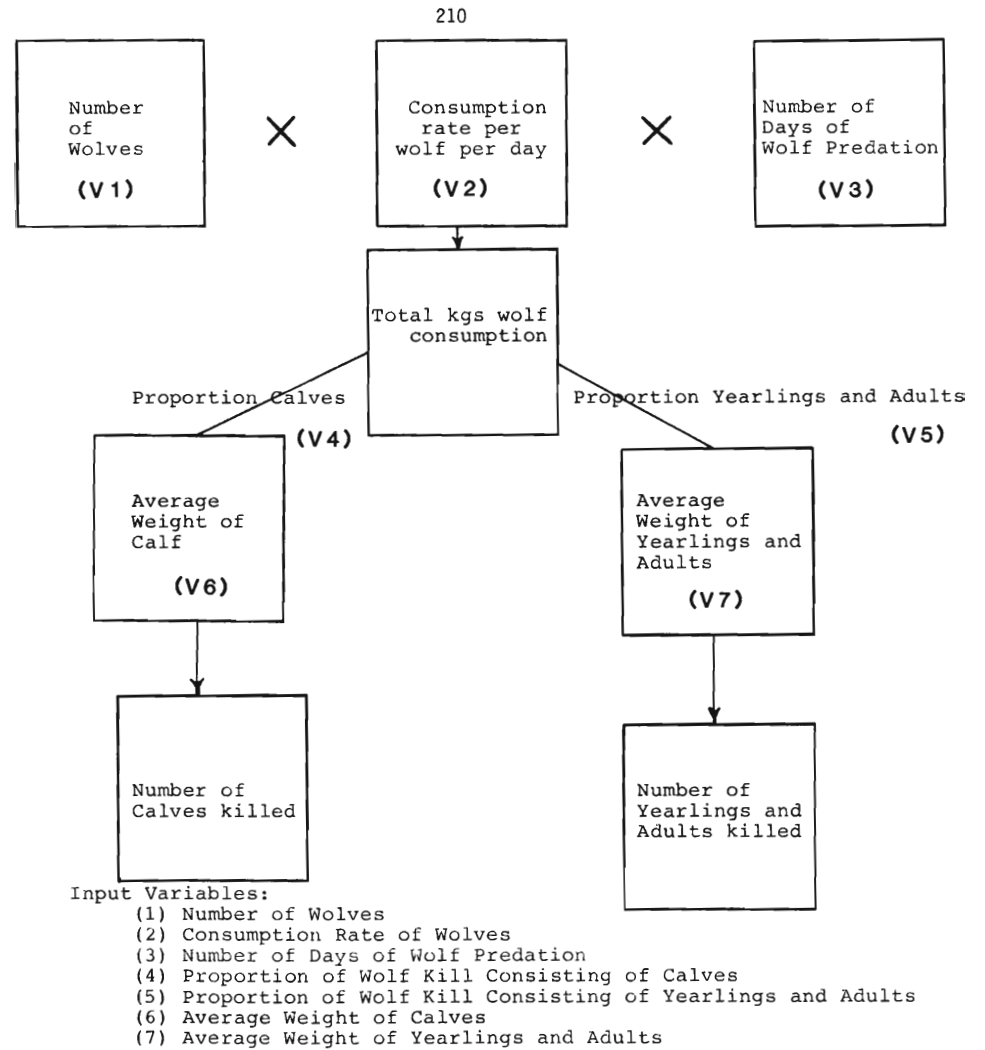 210
Number
of
Wolves
(V1)
×
Consumption
rate per
wolf per day
(V2)
×
Number of
Days of
Wolf Predation
(V3)
Total kgs wolf
consumption
Proportion Calves
(V4)
Proportion Yearlings and Adults
(V5)
Average
Weight of
Calf
(V6)
Average
Weight of
Yearlings and
Adults
(V7)
Number of
Calves killed
Number of
Yearlings and
Adults killed
Input Variables:
(1) Number of Wolves
(2) Consumption Rate of Wolves
(3) Number of Days of Wolf Predation
(4) Proportion of Wolf Kill Consisting of Calves
(5) Proportion of Wolf Kill Consisting of Yearlings and Adults
(6) Average Weight of Calves
(7) Average Weight of Yearlings and Adults